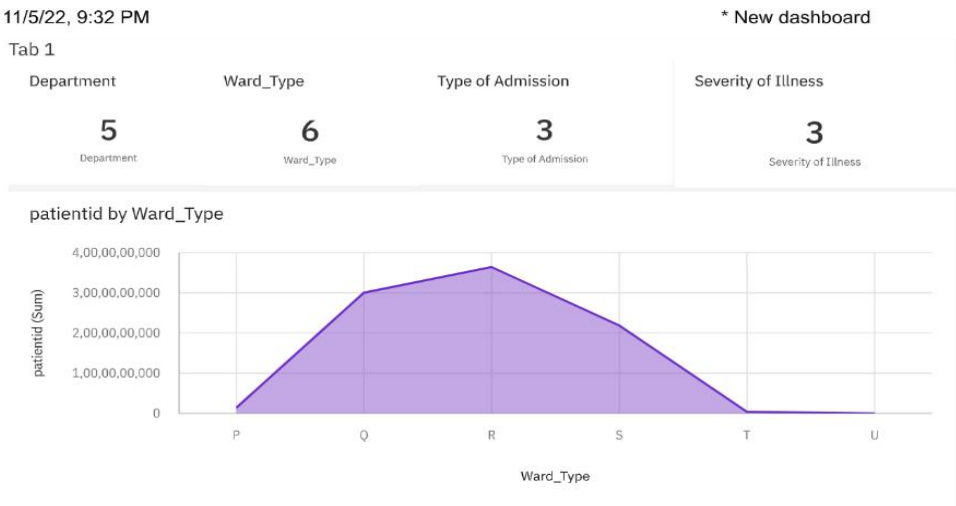 11/5/22, 9:32 PM * New dashboard
Tab 1
Department Ward_Type Type of Admission Severity of Illness
5 6 3 3
Department Ward_Type Type of Admission Severity of Illness
patientid by Ward_Type
4,00,00,00,000
3,00,00,00,000
2,00,00,00,000
1,00,00,00,000
0
patientid (Sum)
P Q R S T U
Ward_Type